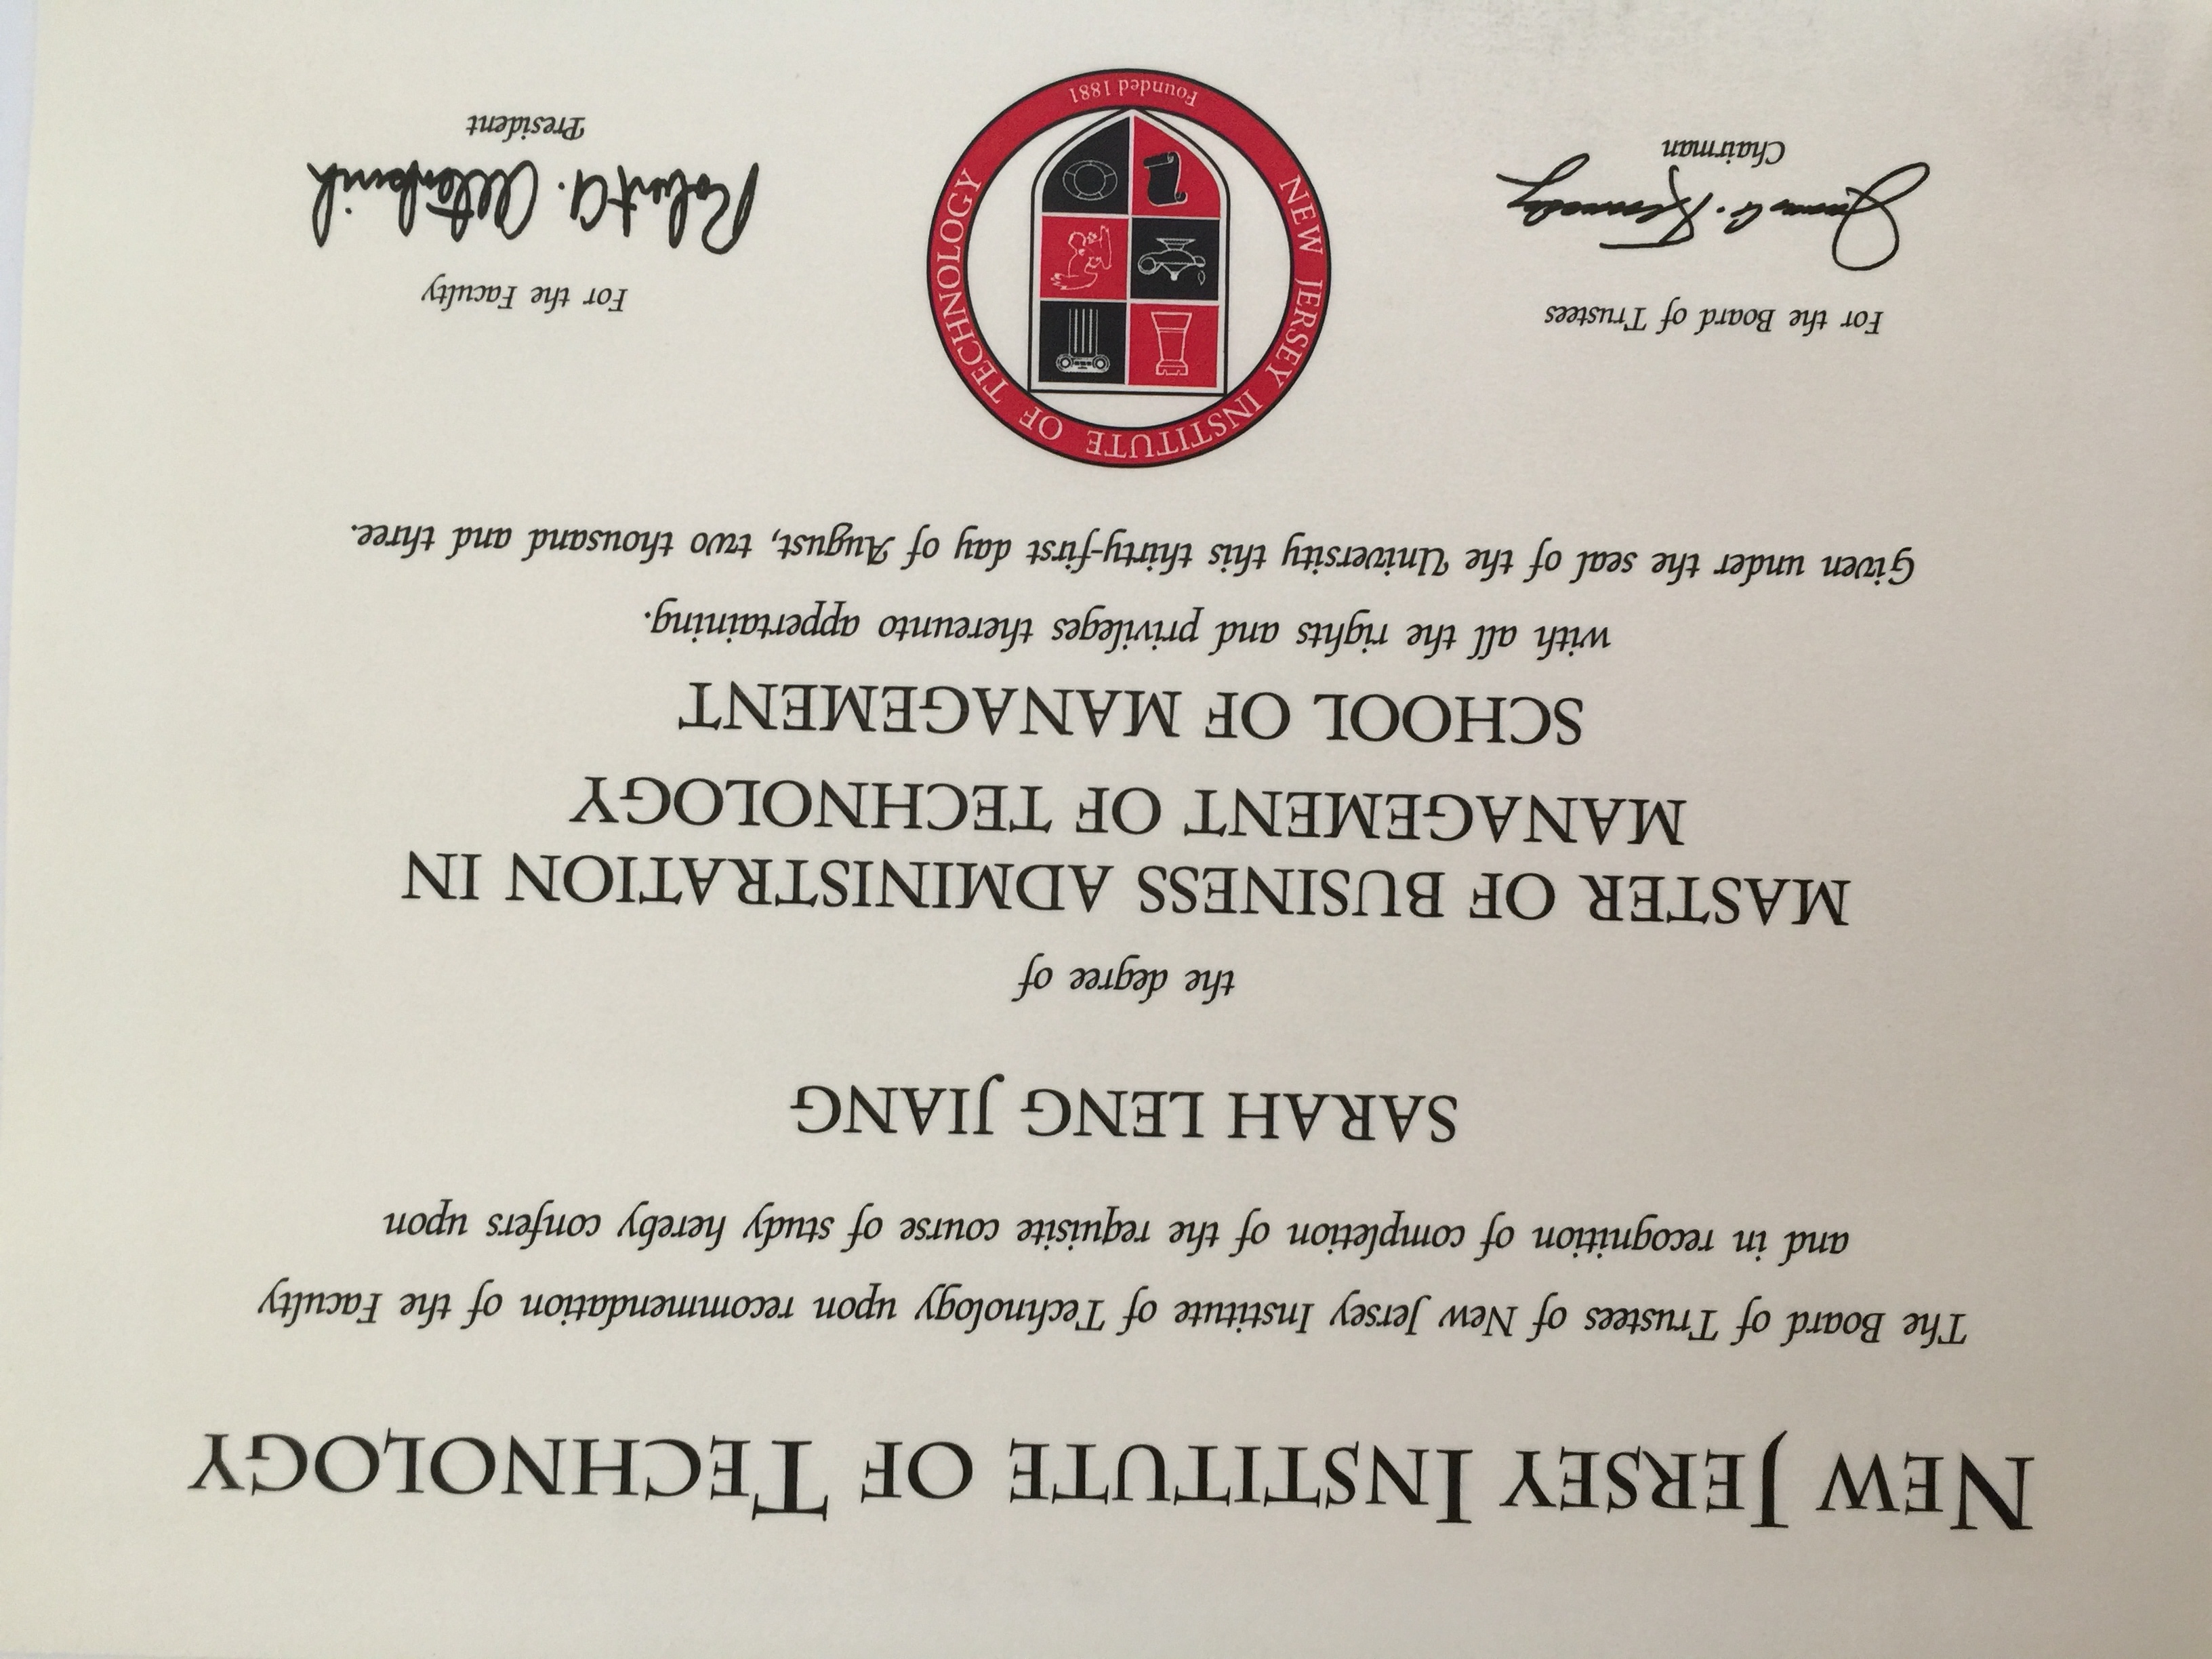 NEW JERSEY INSTITUTE OF TECHNOLOGY
The Board of Trustees of New Jersey Institute of Technology upon recommendation of the Faculty
and in recognition of completion of the requisite course of study hereby confers upon
SARAH LENG JIANG
the degree of
MASTER OF BUSINESS ADMINISTRATION IN
MANAGEMENT OF TECHNOLOGY
SCHOOL OF MANAGEMENT
with all the rights and privileges thereunto appertaining.
Given under the seal of the University this thirty-first day of August, two thousand and three.
For the Board of Trustees
James C. Kennedy
Chairman
NEW JERSEY INSTITUTE OF TECHNOLOGY
Founded 1881
For the Faculty
Robert A. Altenkirch
President